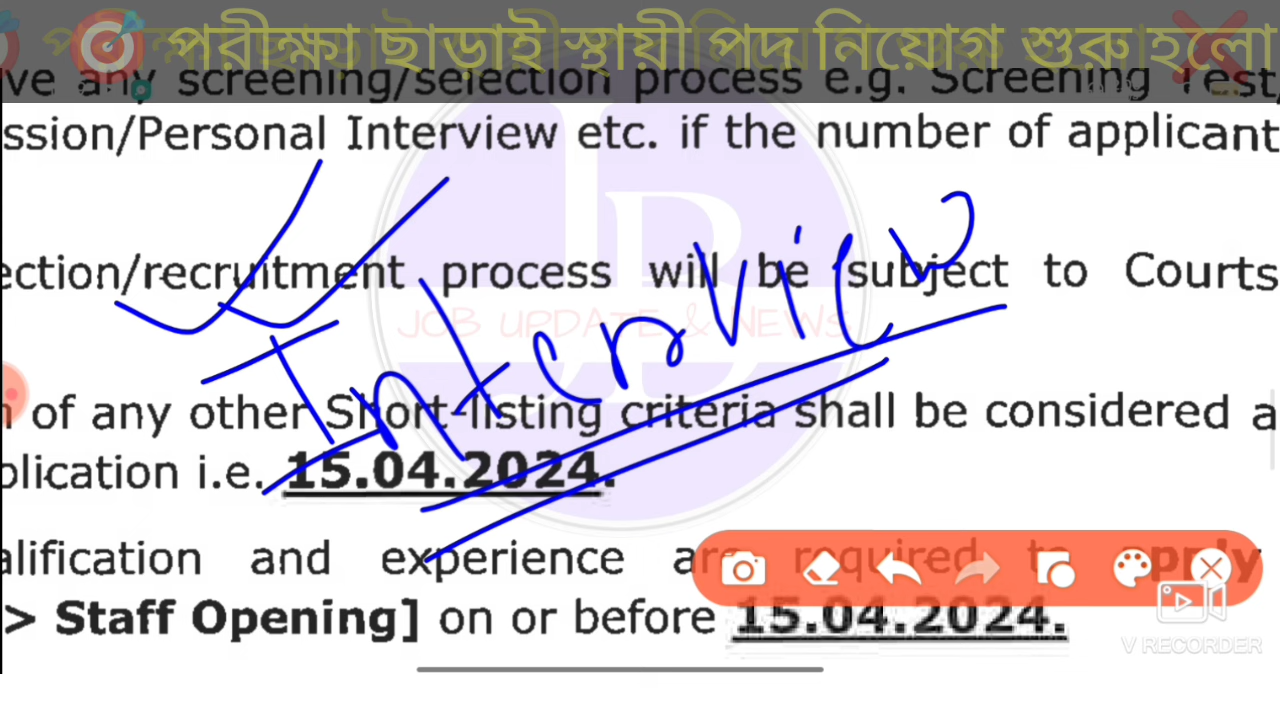 পরীক্ষা ছাড়াই স্থায়ী পদে নিয়োগ শুরু হলো
ve any screening/selection process e.g. Screening Test,
ssion/Personal Interview etc. if the number of applicant
ection/recruitment process will be subject to Courts
JOB UPDATE & NEWS
Interview
of any other Short-listing criteria shall be considered a
plication i.e. 15.04.2024.
alification and experience are required to apply
> Staff Opening] on or before 15.04.2024.
V RECORDER